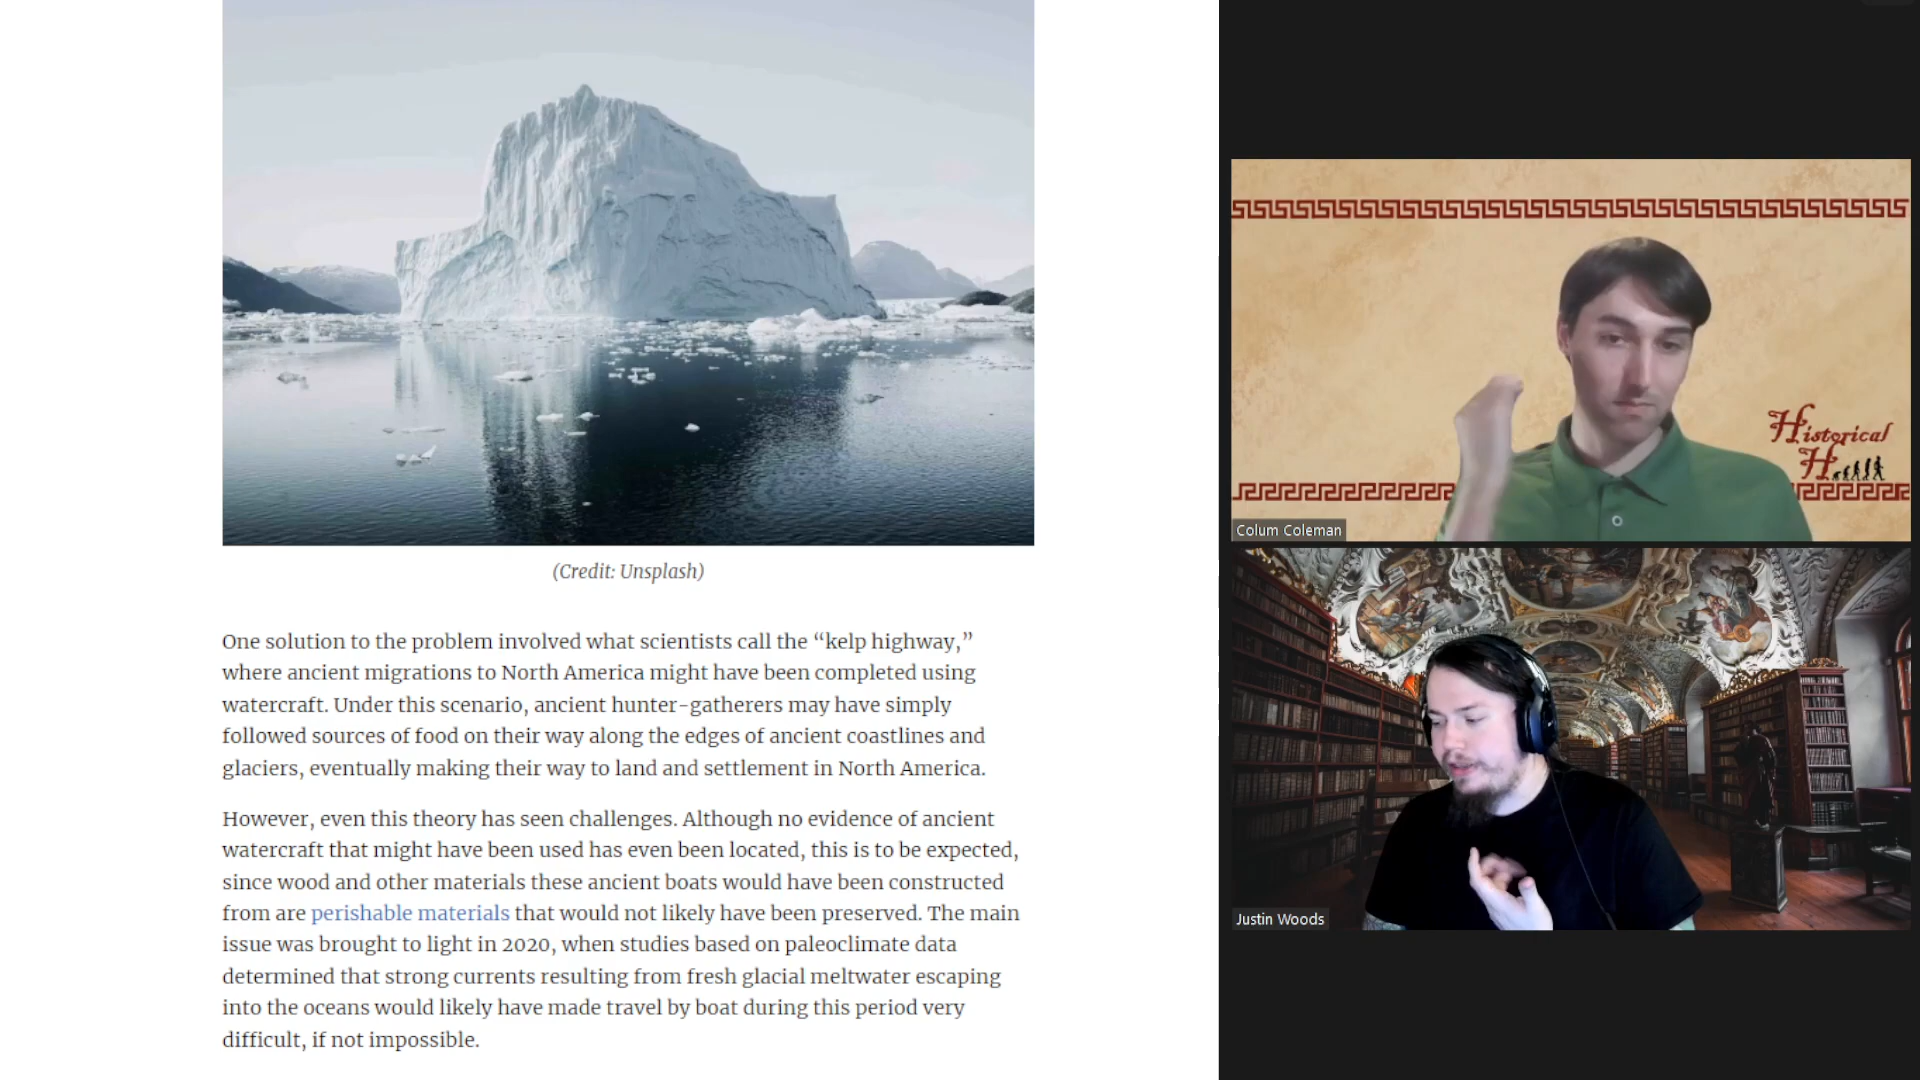 (Credit: Unsplash)
One solution to the problem involved what scientists call the “kelp highway,”
where ancient migrations to North America might have been completed using
watercraft. Under this scenario, ancient hunter-gatherers may have simply
followed sources of food on their way along the edges of ancient coastlines and
glaciers, eventually making their way to land and settlement in North America.
However, even this theory has seen challenges. Although no evidence of ancient
watercraft that might have been used has even been located, this is to be expected,
since wood and other materials these ancient boats would have been constructed
from are perishable materials that would not likely have been preserved. The main
issue was brought to light in 2020, when studies based on paleoclimate data
determined that strong currents resulting from fresh glacial meltwater escaping
into the oceans would likely have made travel by boat during this period very
difficult, if not impossible.
Historical
H
Colum Coleman
Justin Woods